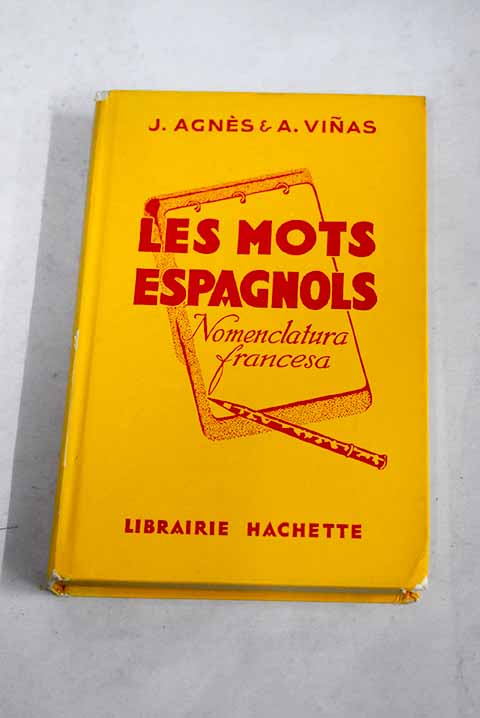 J. AGNÈS & A. VIÑAS
LES MOTS
ESPAGNOLS
Nomenclatura
francesa
LIBRAIRIE HACHETTE